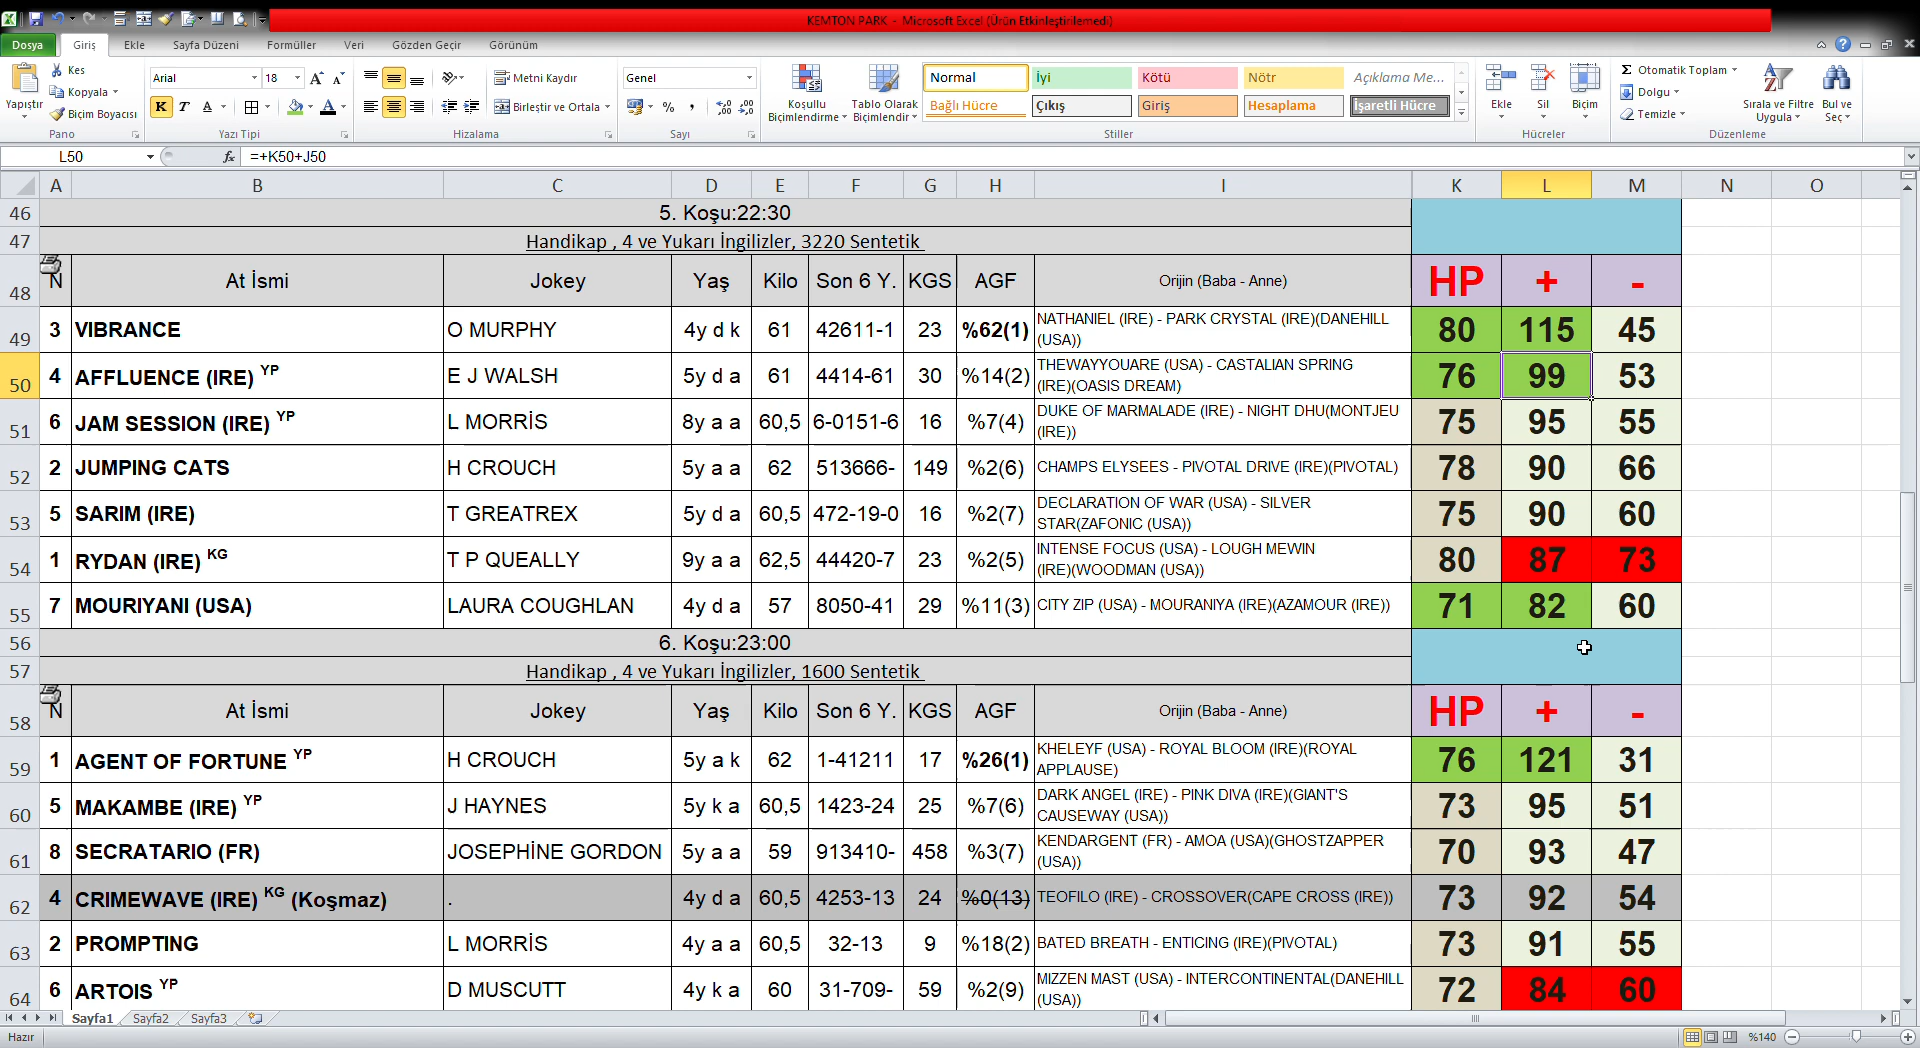 KEMTON PARK - Microsoft Excel (Ürün Etkinleştirilemedi)
Dosya Giriş Ekle Sayfa Düzeni Formüller Veri Gözden Geçir Görünüm
Yapıştır
Kes
Kopyala
Biçim Boyacısı
Pano
Arial 18
K T A
Yazı Tipi
Metni Kaydır
Birleştir ve Ortala
Hizalama
Genel
Sayı
Koşullu Biçimlendirme
Tablo Olarak Biçimlendir
Normal İyi Kötü Nötr Açıklama Me...
Bağlı Hücre Çıkış Giriş Hesaplama İşaretli Hücre
Stiller
Ekle Sil Biçim
Hücreler
Σ Otomatik Toplam
Dolgu
Temizle
Sırala ve Filtre Uygula
Bul ve Seç
Düzenleme
L50 fx =+K50+J50
A B C D E F G H I K L M N O
46 5. Koşu:22:30
47 Handikap , 4 ve Yukarı İngilizler, 3220 Sentetik
48 N At İsmi Jokey Yaş Kilo Son 6 Y. KGS AGF Orijin (Baba - Anne) HP + -
49 3 VIBRANCE O MURPHY 4y d k 61 42611-1 23 %62(1) NATHANIEL (IRE) - PARK CRYSTAL (IRE)(DANEHILL (USA)) 80 115 45
50 4 AFFLUENCE (IRE) YP E J WALSH 5y d a 61 4414-61 30 %14(2) THEWAYYOUARE (USA) - CASTALIAN SPRING (IRE)(OASIS DREAM) 76 99 53
51 6 JAM SESSION (IRE) YP L MORRİS 8y a a 60,5 6-0151-6 16 %7(4) DUKE OF MARMALADE (IRE) - NIGHT DHU(MONTJEU (IRE)) 75 95 55
52 2 JUMPING CATS H CROUCH 5y a a 62 513666- 149 %2(6) CHAMPS ELYSEES - PIVOTAL DRIVE (IRE)(PIVOTAL) 78 90 66
53 5 SARIM (IRE) T GREATREX 5y d a 60,5 472-19-0 16 %2(7) DECLARATION OF WAR (USA) - SILVER STAR(ZAFONIC (USA)) 75 90 60
54 1 RYDAN (IRE) KG T P QUEALLY 9y a a 62,5 44420-7 23 %2(5) INTENSE FOCUS (USA) - LOUGH MEWIN (IRE)(WOODMAN (USA)) 80 87 73
55 7 MOURIYANI (USA) LAURA COUGHLAN 4y d a 57 8050-41 29 %11(3) CITY ZIP (USA) - MOURANIYA (IRE)(AZAMOUR (IRE)) 71 82 60
56 6. Koşu:23:00
57 Handikap , 4 ve Yukarı İngilizler, 1600 Sentetik
58 N At İsmi Jokey Yaş Kilo Son 6 Y. KGS AGF Orijin (Baba - Anne) HP + -
59 1 AGENT OF FORTUNE YP H CROUCH 5y a k 62 1-41211 17 %26(1) KHELEYF (USA) - ROYAL BLOOM (IRE)(ROYAL APPLAUSE) 76 121 31
60 5 MAKAMBE (IRE) YP J HAYNES 5y k a 60,5 1423-24 25 %7(6) DARK ANGEL (IRE) - PINK DIVA (IRE)(GIANT'S CAUSEWAY (USA)) 73 95 51
61 8 SECRATARIO (FR) JOSEPHİNE GORDON 5y a a 59 913410- 458 %3(7) KENDARGENT (FR) - AMOA (USA)(GHOSTZAPPER (USA)) 70 93 47
62 4 CRIMEWAVE (IRE) KG (Koşmaz) . 4y d a 60,5 4253-13 24 %0(13) TEOFILO (IRE) - CROSSOVER(CAPE CROSS (IRE)) 73 92 54
63 2 PROMPTING L MORRİS 4y a a 60,5 32-13 9 %18(2) BATED BREATH - ENTICING (IRE)(PIVOTAL) 73 91 55
64 6 ARTOIS YP D MUSCUTT 4y k a 60 31-709- 59 %2(9) MIZZEN MAST (USA) - INTERCONTINENTAL(DANEHILL (USA)) 72 84 60
Sayfa1 Sayfa2 Sayfa3
Hazır %140